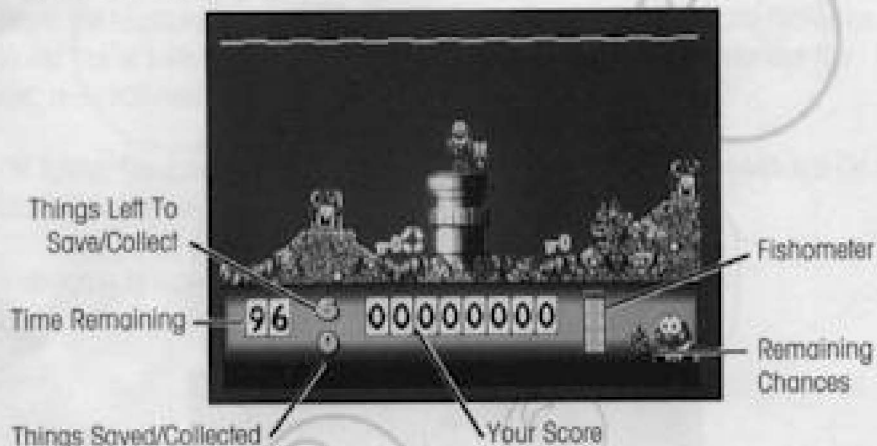 Things Left To
Save/Collect
Time Remaining
96
00000000
Fishometer
Remaining
Chances
Things Saved/Collected
Your Score